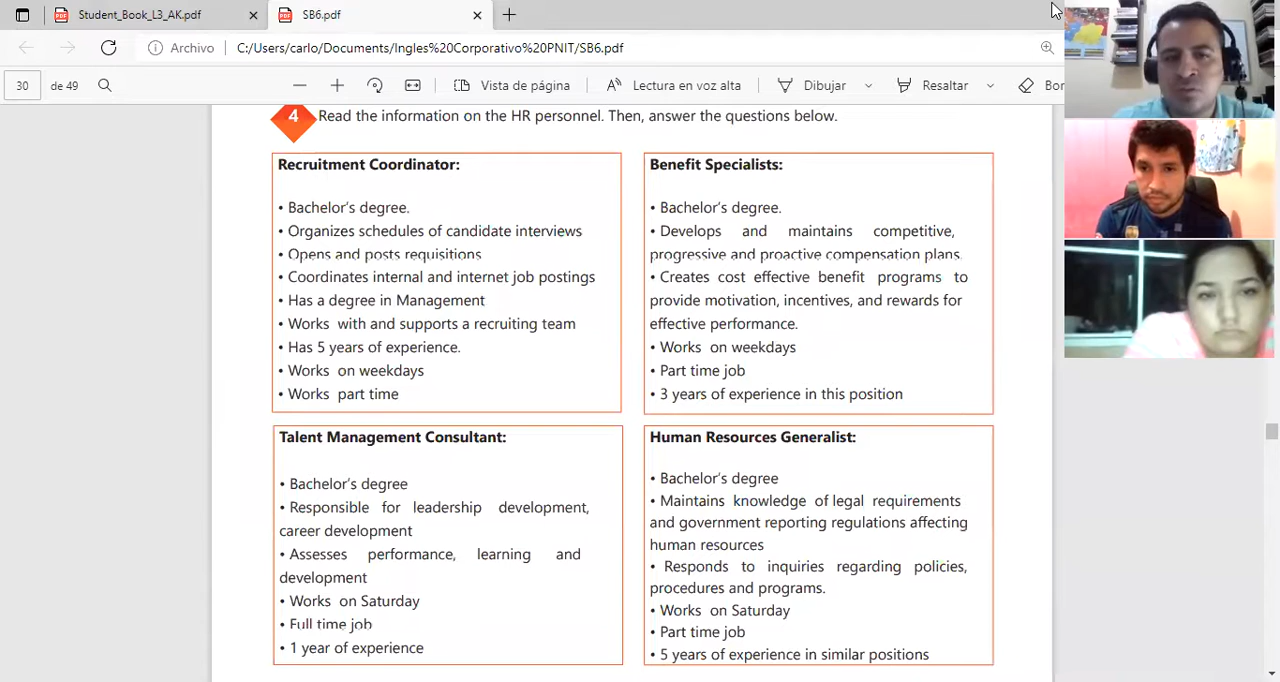 Student_Book_L3_AK.pdf
SB6.pdf
Archivo
C:/Users/carlo/Documents/Ingles%20Corporativo%20PNIT/SB6.pdf
30 de 49
Vista de página
Lectura en voz alta
Dibujar
Resaltar
Bor
4 Read the information on the HR personnel. Then, answer the questions below.
Recruitment Coordinator:
• Bachelor's degree.
• Organizes schedules of candidate interviews
• Opens and posts requisitions
• Coordinates internal and internet job postings
• Has a degree in Management
• Works with and supports a recruiting team
• Has 5 years of experience.
• Works on weekdays
• Works part time
Benefit Specialists:
• Bachelor's degree.
• Develops and maintains competitive,
progressive and proactive compensation plans.
• Creates cost effective benefit programs to
provide motivation, incentives, and rewards for
effective performance.
• Works on weekdays
• Part time job
• 3 years of experience in this position
Talent Management Consultant:
• Bachelor's degree
• Responsible for leadership development,
career development
• Assesses performance, learning and
development
• Works on Saturday
• Full time job
• 1 year of experience
Human Resources Generalist:
• Bachelor's degree
• Maintains knowledge of legal requirements
and government reporting regulations affecting
human resources
• Responds to inquiries regarding policies,
procedures and programs.
• Works on Saturday
• Part time job
• 5 years of experience in similar positions